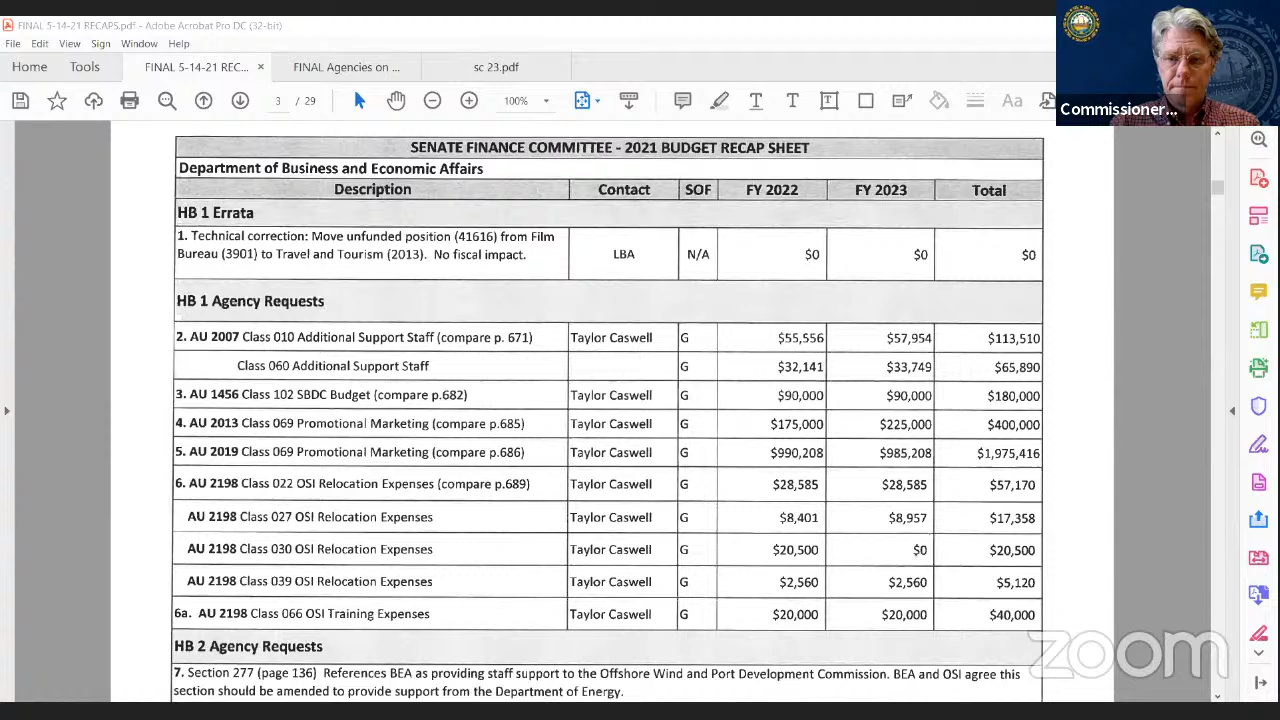 FINAL 5-14-21 RECAPS.pdf - Adobe Acrobat Pro DC (32-bit)
File Edit View Sign Window Help
Home Tools FINAL 5-14-21 REC... × FINAL Agencies on ... sc 23.pdf
3 / 29 100%
Commissioner...
SENATE FINANCE COMMITTEE - 2021 BUDGET RECAP SHEET
Department of Business and Economic Affairs
Description Contact SOF FY 2022 FY 2023 Total
HB 1 Errata
1. Technical correction: Move unfunded position (41616) from Film
Bureau (3901) to Travel and Tourism (2013). No fiscal impact. LBA N/A $0 $0 $0
HB 1 Agency Requests
2. AU 2007 Class 010 Additional Support Staff (compare p. 671) Taylor Caswell G $55,556 $57,954 $113,510
Class 060 Additional Support Staff G $32,141 $33,749 $65,890
3. AU 1456 Class 102 SBDC Budget (compare p.682) Taylor Caswell G $90,000 $90,000 $180,000
4. AU 2013 Class 069 Promotional Marketing (compare p.685) Taylor Caswell G $175,000 $225,000 $400,000
5. AU 2019 Class 069 Promotional Marketing (compare p.686) Taylor Caswell G $990,208 $985,208 $1,975,416
6. AU 2198 Class 022 OSI Relocation Expenses (compare p.689) Taylor Caswell G $28,585 $28,585 $57,170
AU 2198 Class 027 OSI Relocation Expenses Taylor Caswell G $8,401 $8,957 $17,358
AU 2198 Class 030 OSI Relocation Expenses Taylor Caswell G $20,500 $0 $20,500
AU 2198 Class 039 OSI Relocation Expenses Taylor Caswell G $2,560 $2,560 $5,120
6a. AU 2198 Class 066 OSI Training Expenses Taylor Caswell G $20,000 $20,000 $40,000
HB 2 Agency Requests
7. Section 277 (page 136) References BEA as providing staff support to the Offshore Wind and Port Development Commission. BEA and OSI agree this
section should be amended to provide support from the Department of Energy.
zoom